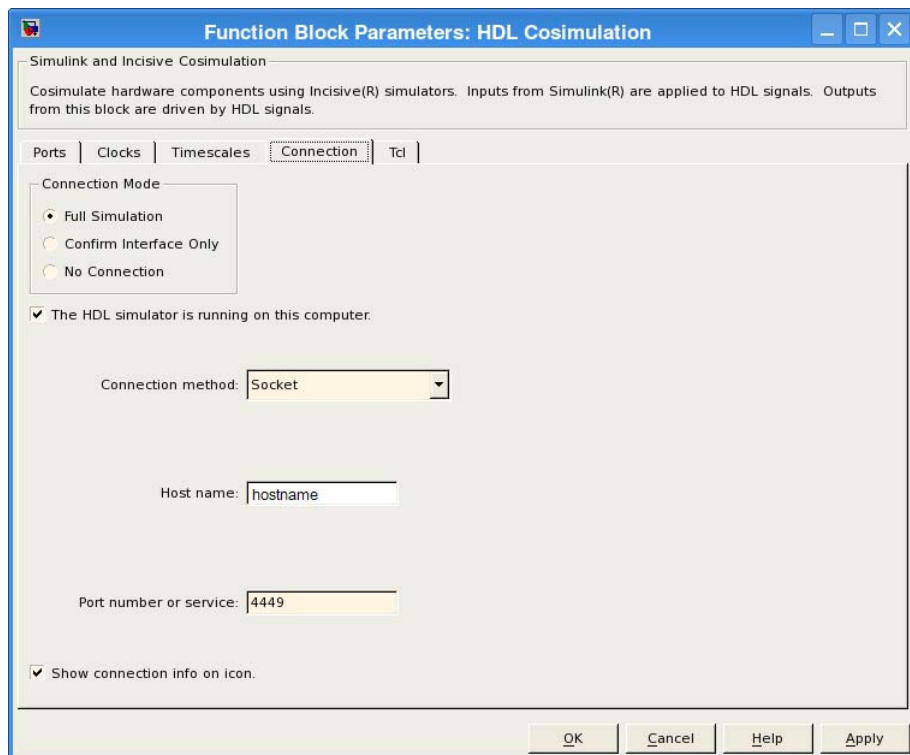 Function Block Parameters: HDL Cosimulation
Simulink and Incisive Cosimulation
Cosimulate hardware components using Incisive(R) simulators. Inputs from Simulink(R) are applied to HDL signals. Outputs
from this block are driven by HDL signals.
Ports Clocks Timescales Connection Tcl
Connection Mode
Full Simulation
Confirm Interface Only
No Connection
The HDL simulator is running on this computer.
Connection method: Socket
Host name: hostname
Port number or service: 4449
Show connection info on icon.
OK Cancel Help Apply